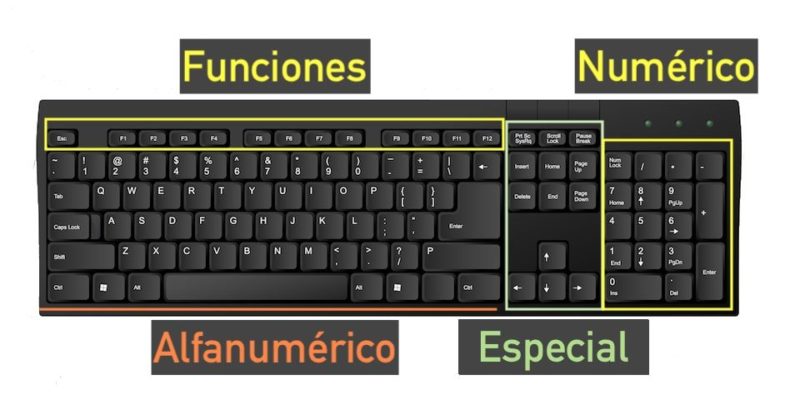 Funciones
Numérico
Esc F1 F2 F3 F4 F5 F6 F7 F8 F9 F10 F11 F12
Prt Sc SysRq Scroll Lock Pause Break
~ ! @ # $ % ^ & * ( ) - + |
. 1 2 3 4 5 6 7 8 9 0 - = \ ←
Insert Home Page Up
Num Lock / * -
Tab Q W E R T Y U I O P { [ } ]
Delete End Page Down
7 Home 8 ↑ 9 PgUp +
Caps Lock A S D F G H J K L : ; " ' Enter
4 5 6 →
Shift Z X C V B N M < , > . ? / P
↑
1 End 2 ↓ 3 PgDn Enter
Ctrl Alt Alt Ctrl
← ↓ →
0 Ins . Del
Alfanumérico
Especial